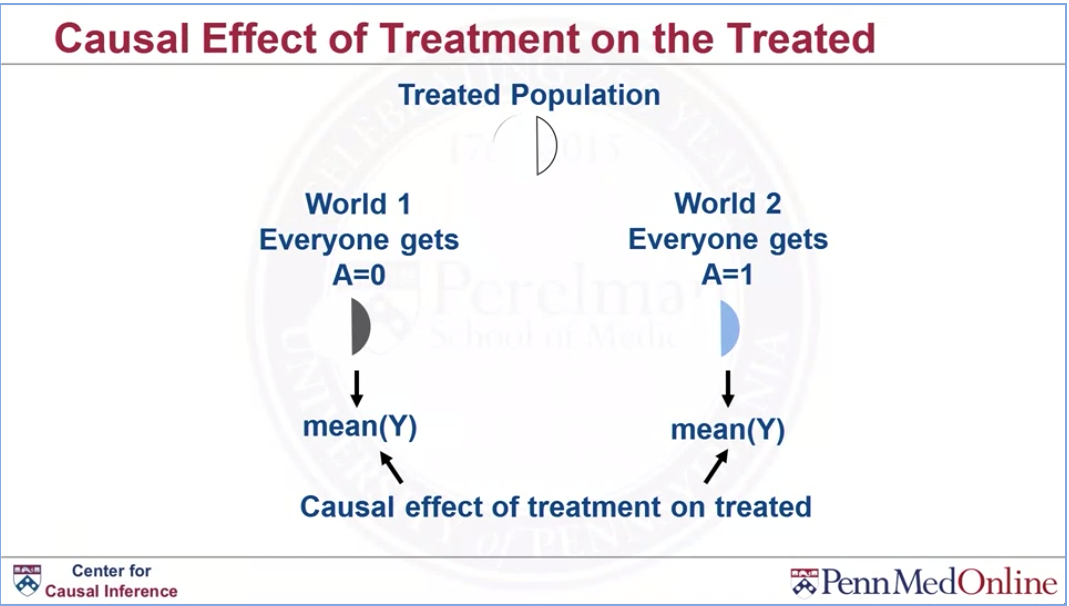 Causal Effect of Treatment on the Treated
Treated Population
World 1
Everyone gets
A=0
World 2
Everyone gets
A=1
mean(Y)
mean(Y)
Causal effect of treatment on treated
Center for
Causal Inference
PennMedOnline